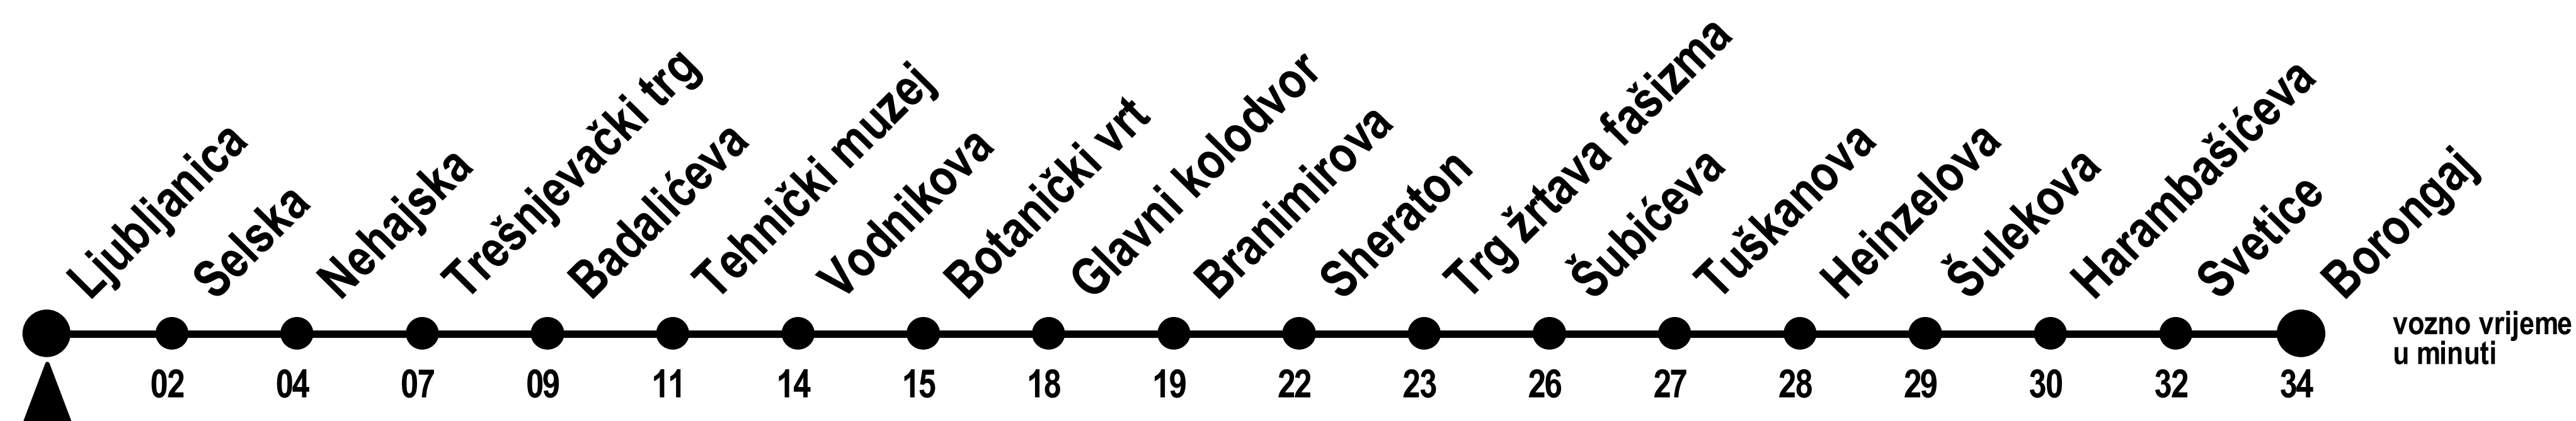 Ljubljanica
Selska
Nehajska
Trešnjevački trg
Badalićeva
Tehnički muzej
Vodnikova
Botanički vrt
Glavni kolodvor
Branimirova
Sheraton
Trg žrtava fašizma
Šubićeva
Tuškanova
Heinzelova
Šulekova
Harambašićeva
Svetice
Borongaj
vozno vrijeme
u minuti
02 04 07 09 11 14 15 18 19 22 23 26 27 28 29 30 32 34